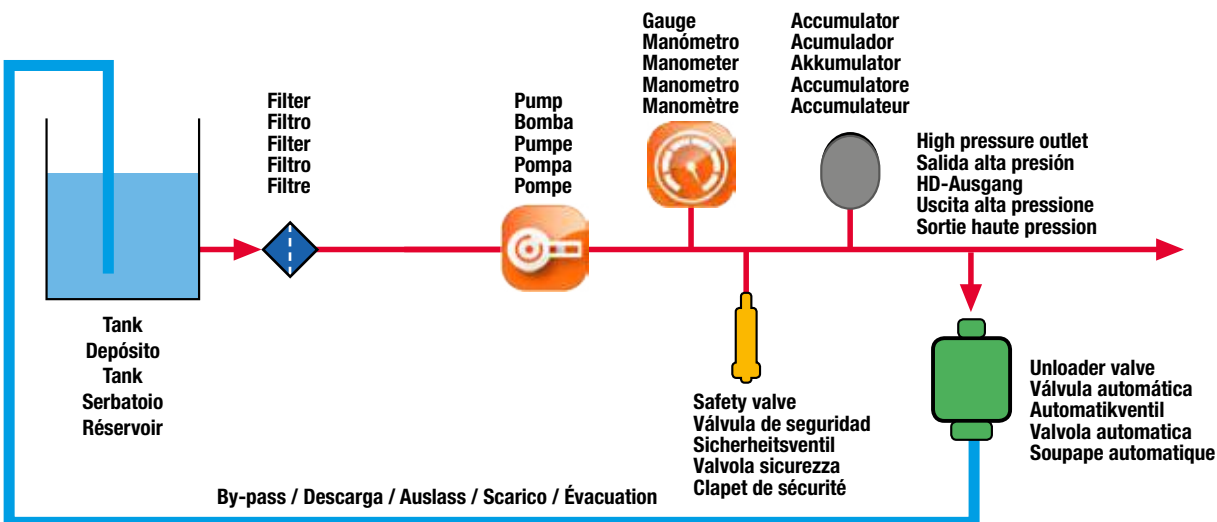 Gauge
Manómetro
Manometer
Manometro
Manomètre
Accumulator
Acumulador
Akkumulator
Accumulatore
Accumulateur
Filter
Filtro
Filter
Filtro
Filtre
Pump
Bomba
Pumpe
Pompa
Pompe
High pressure outlet
Salida alta presión
HD-Ausgang
Uscita alta pressione
Sortie haute pression
Tank
Depósito
Tank
Serbatoio
Réservoir
Safety valve
Válvula de seguridad
Sicherheitsventil
Valvola sicurezza
Clapet de sécurité
Unloader valve
Válvula automática
Automatikventil
Valvola automatica
Soupape automatique
By-pass / Descarga / Auslass / Scarico / Évacuation